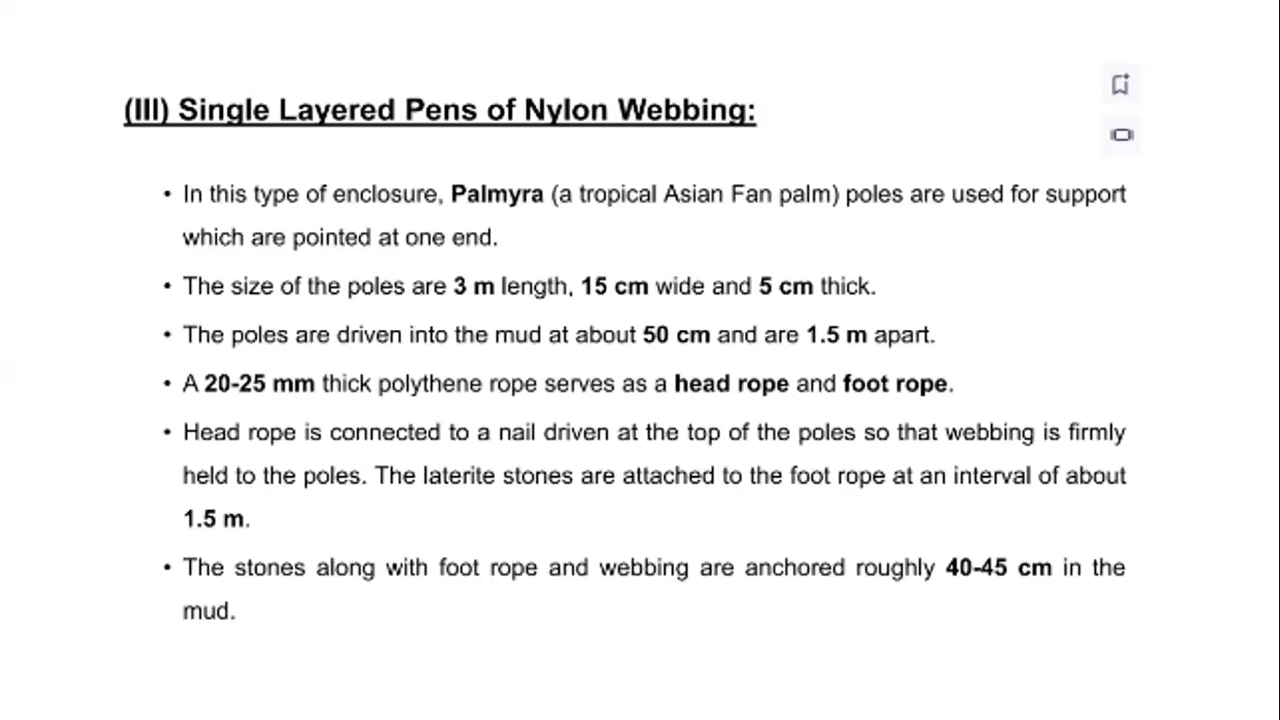 (III) Single Layered Pens of Nylon Webbing:
• In this type of enclosure, Palmyra (a tropical Asian Fan palm) poles are used for support
which are pointed at one end.
• The size of the poles are 3 m length, 15 cm wide and 5 cm thick.
• The poles are driven into the mud at about 50 cm and are 1.5 m apart.
• A 20-25 mm thick polythene rope serves as a head rope and foot rope.
• Head rope is connected to a nail driven at the top of the poles so that webbing is firmly
held to the poles. The laterite stones are attached to the foot rope at an interval of about
1.5 m.
• The stones along with foot rope and webbing are anchored roughly 40-45 cm in the
mud.